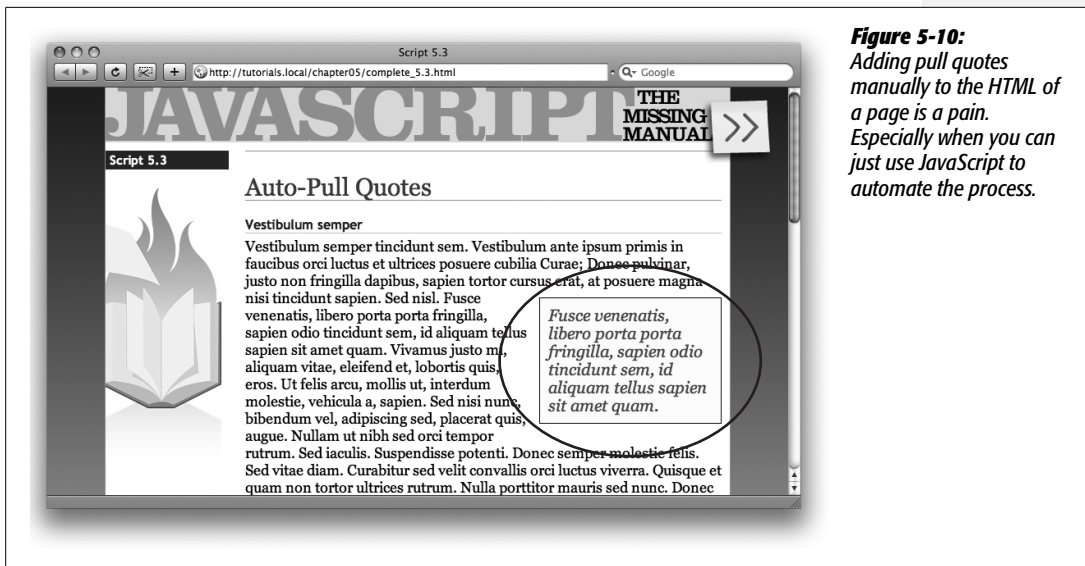 Script 5.3
http://tutorials.local/chapter05/complete_5.3.html
Google
JAVASCRIPT
THE
MISSING
MANUAL
>>
Script 5.3
Auto-Pull Quotes
Vestibulum semper
Vestibulum semper tincidunt sem. Vestibulum ante ipsum primis in
faucibus orci luctus et ultrices posuere cubilia Curae; Donec pulvinar,
justo non fringilla dapibus, sapien tortor cursus erat, at posuere magna
nisi tincidunt sapien. Sed nisl. Fusce
venenatis, libero porta porta fringilla,
sapien odio tincidunt sem, id aliquam tellus
sapien sit amet quam. Vivamus justo mi,
aliquam vitae, eleifend et, lobortis quis,
eros. Ut felis arcu, mollis ut, interdum
molestie, vehicula a, sapien. Sed nisi nunc,
bibendum vel, adipiscing sed, placerat quis,
augue. Nullam ut nibh sed orci tempor
rutrum. Sed iaculis. Suspendisse potenti. Donec semper molestie felis.
Sed vitae diam. Curabitur sed velit convallis orci luctus viverra. Quisque et
quam non tortor ultrices rutrum. Nulla porttitor mauris sed nunc. Donec
Fusce venenatis,
libero porta porta
fringilla, sapien odio
tincidunt sem, id
aliquam tellus sapien
sit amet quam.
Figure 5-10:
Adding pull quotes
manually to the HTML of
a page is a pain.
Especially when you can
just use JavaScript to
automate the process.